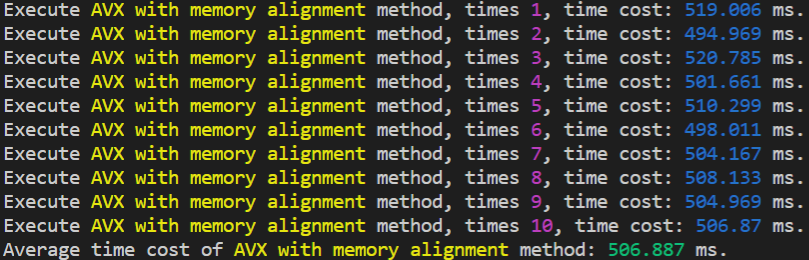 Execute AVX with memory alignment method, times 1, time cost: 519.006 ms.
Execute AVX with memory alignment method, times 2, time cost: 494.969 ms.
Execute AVX with memory alignment method, times 3, time cost: 520.785 ms.
Execute AVX with memory alignment method, times 4, time cost: 501.661 ms.
Execute AVX with memory alignment method, times 5, time cost: 510.299 ms.
Execute AVX with memory alignment method, times 6, time cost: 498.011 ms.
Execute AVX with memory alignment method, times 7, time cost: 504.167 ms.
Execute AVX with memory alignment method, times 8, time cost: 508.133 ms.
Execute AVX with memory alignment method, times 9, time cost: 504.969 ms.
Execute AVX with memory alignment method, times 10, time cost: 506.87 ms.
Average time cost of AVX with memory alignment method: 506.887 ms.